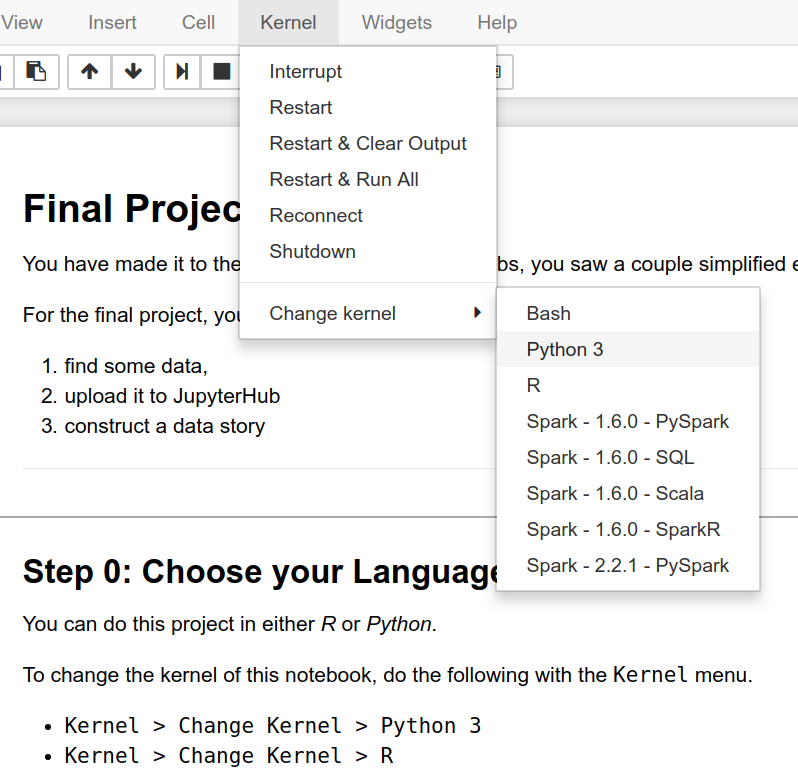 View Insert Cell Kernel Widgets Help
Interrupt
Restart
Restart & Clear Output
Restart & Run All
Reconnect
Shutdown
Change kernel
Bash
Python 3
R
Spark - 1.6.0 - PySpark
Spark - 1.6.0 - SQL
Spark - 1.6.0 - Scala
Spark - 1.6.0 - SparkR
Spark - 2.2.1 - PySpark
Final Projec
You have made it to the bs, you saw a couple simplified e
For the final project, you
1. find some data,
2. upload it to JupyterHub
3. construct a data story
Step 0: Choose your Language
You can do this project in either R or Python.
To change the kernel of this notebook, do the following with the Kernel menu.
• Kernel > Change Kernel > Python 3
• Kernel > Change Kernel > R